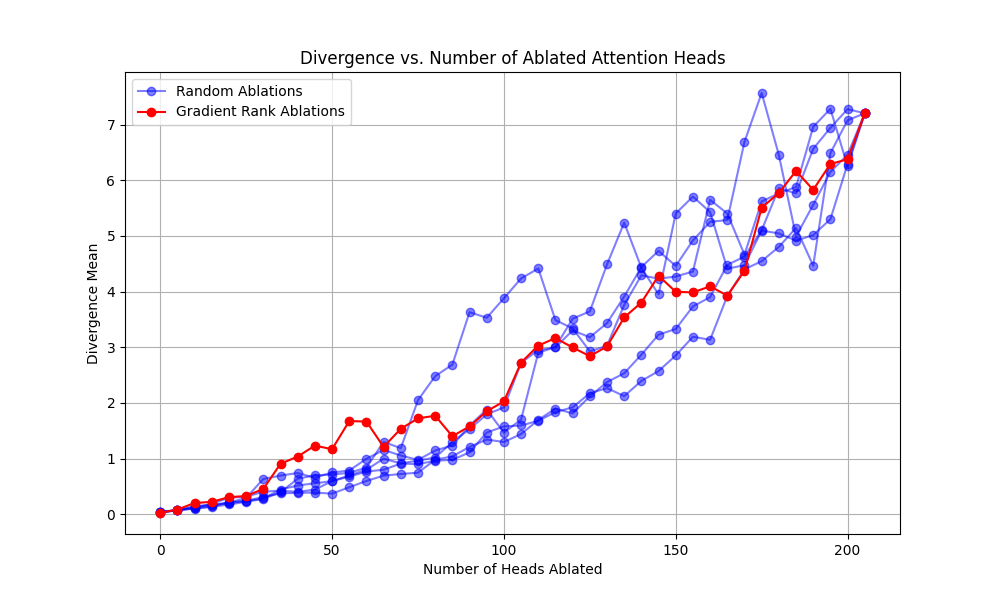 Divergence vs. Number of Ablated Attention Heads
Random Ablations
Gradient Rank Ablations
Divergence Mean
7
6
5
4
3
2
1
0
0 50 100 150 200
Number of Heads Ablated